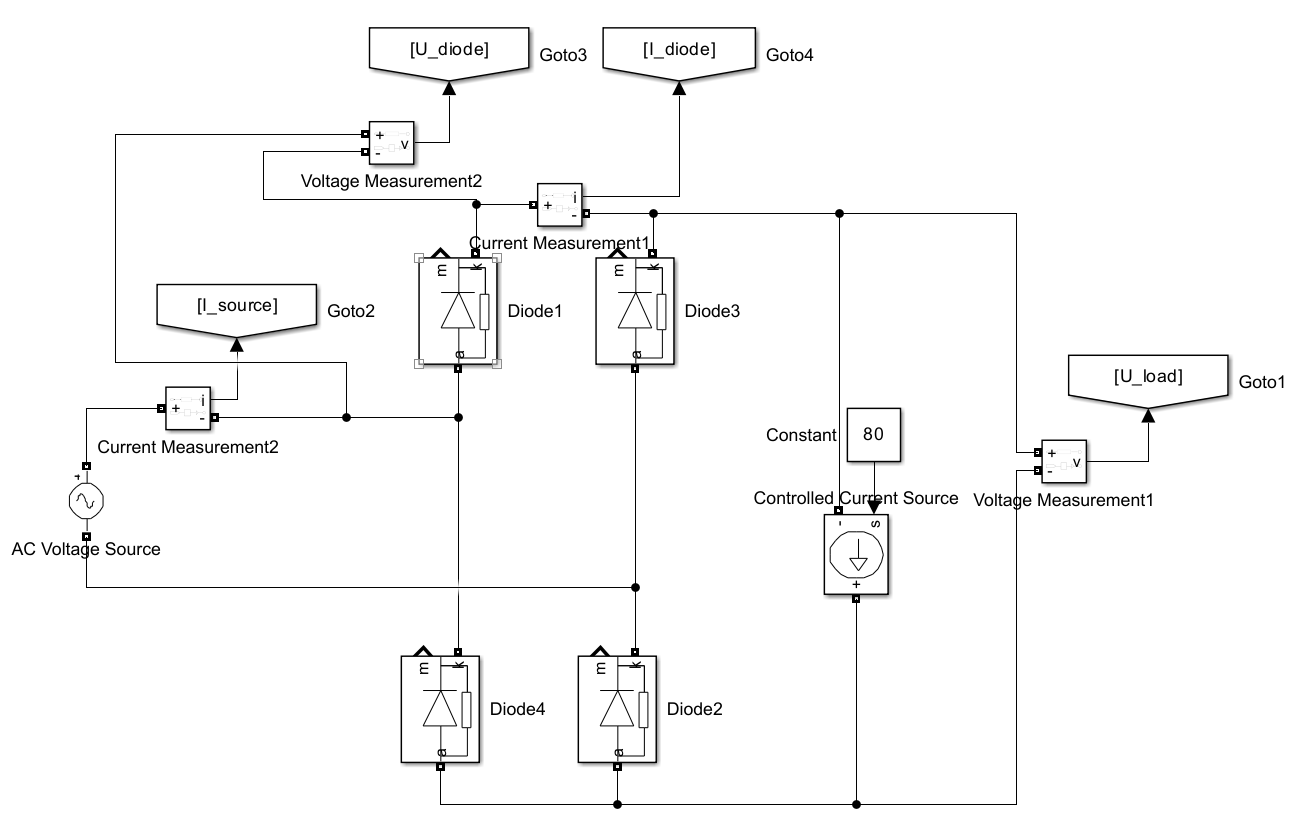 [U_diode]
Goto3
[I_diode]
Goto4
+
-
v
Voltage Measurement2
+
i
-
Current Measurement1
m
k
a
Diode1
m
k
a
Diode3
[I_source]
Goto2
+
i
-
Current Measurement2
[U_load]
Goto1
Constant
80
+
-
v
Voltage Measurement1
+
AC Voltage Source
Controlled Current Source
-
s
+
m
k
a
Diode4
m
k
a
Diode2